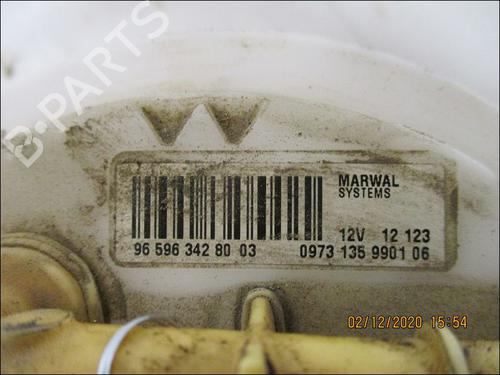 B-PARTS
MARWAL
SYSTEMS
12V 12 123
96 596 342 80 03 0973 135 9901 06
02/12/2020 15:54